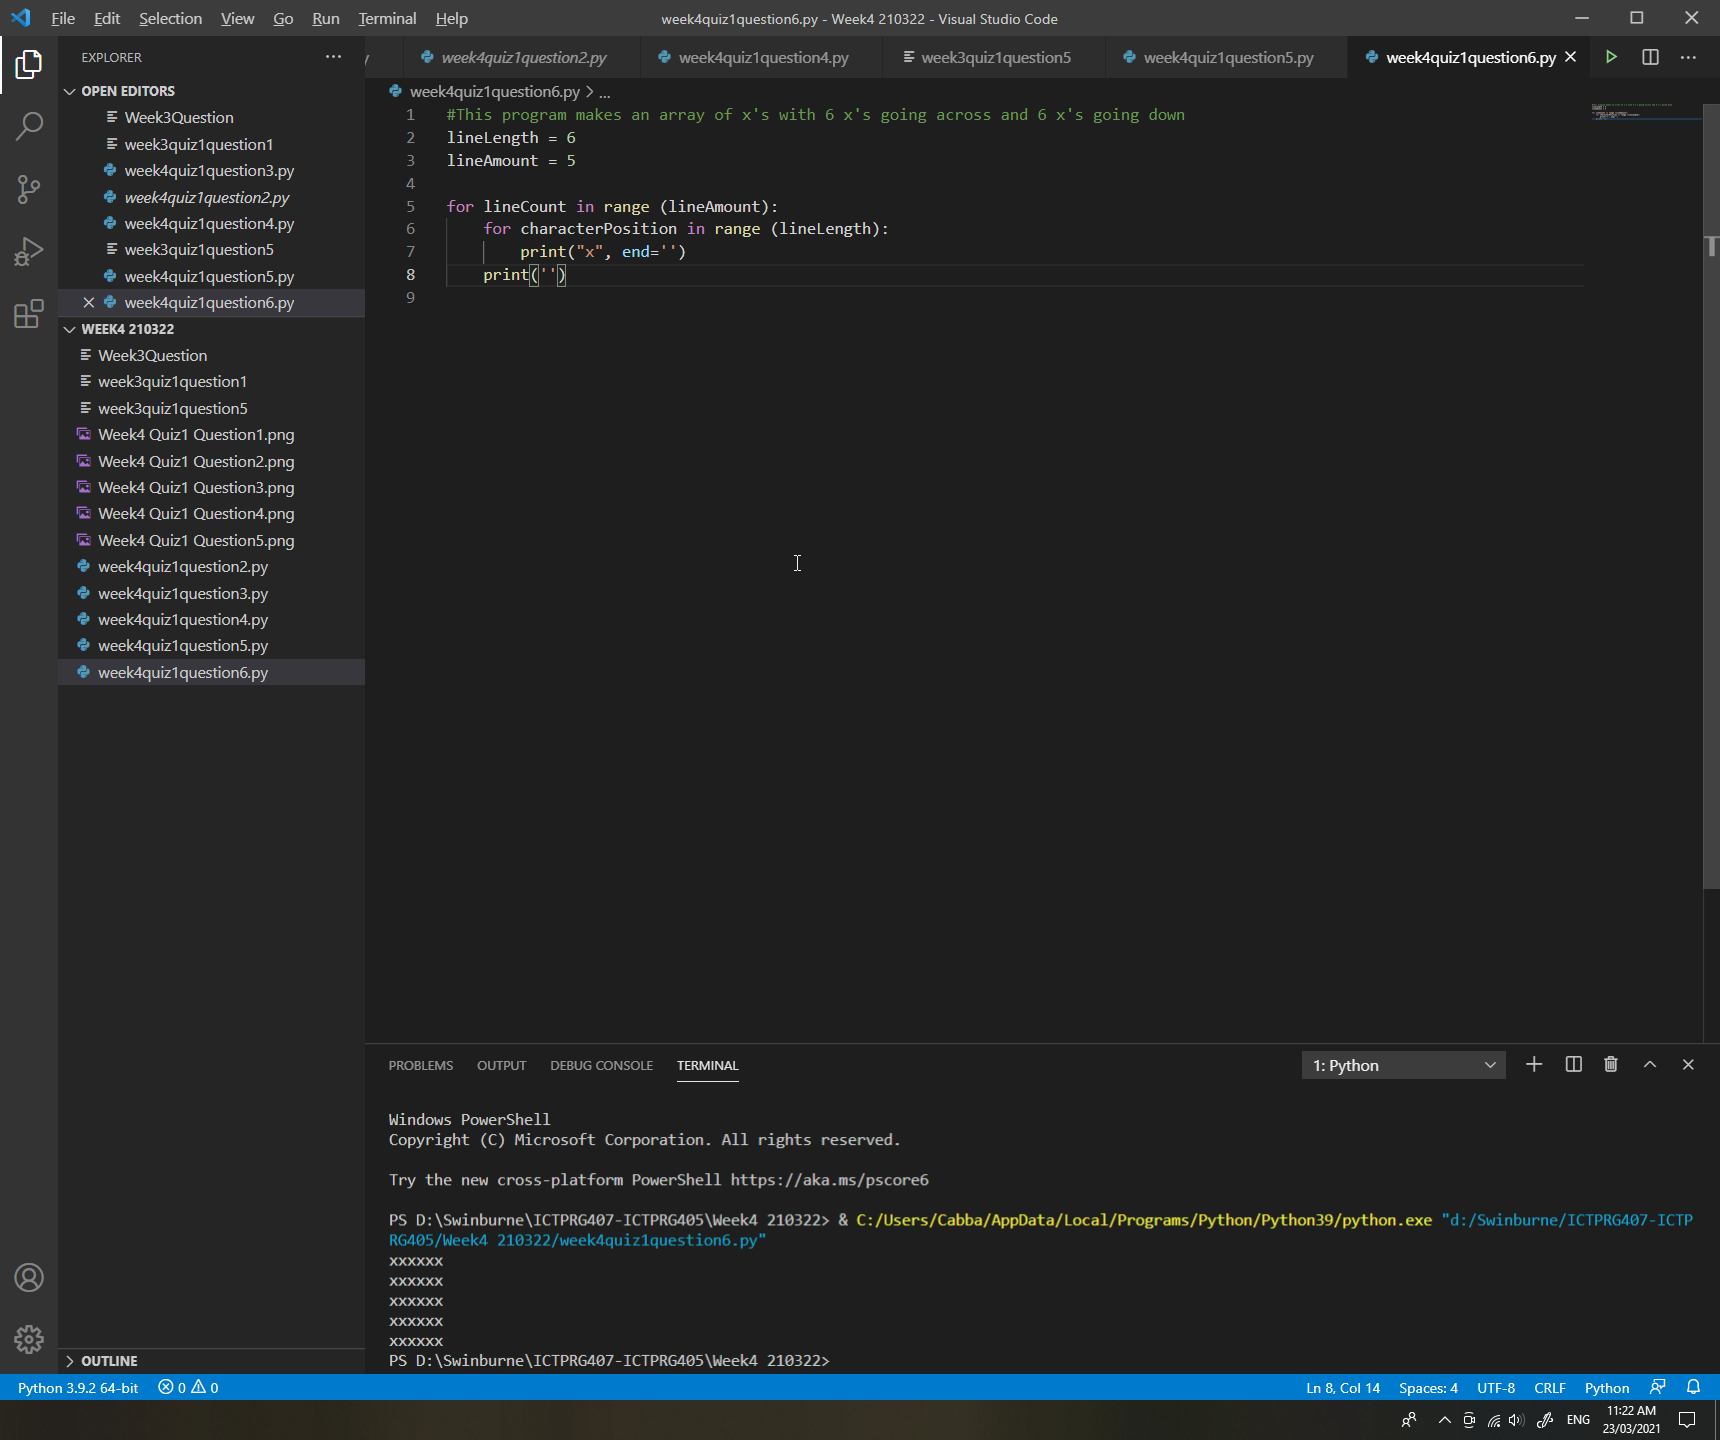 File Edit Selection View Go Run Terminal Help
week4quiz1question6.py - Week4 210322 - Visual Studio Code
EXPLORER
week4quiz1question2.py
week4quiz1question4.py
week3quiz1question5
week4quiz1question5.py
week4quiz1question6.py
OPEN EDITORS
Week3Question
week3quiz1question1
week4quiz1question3.py
week4quiz1question2.py
week4quiz1question4.py
week3quiz1question5
week4quiz1question5.py
week4quiz1question6.py
WEEK4 210322
Week3Question
week3quiz1question1
week3quiz1question5
Week4 Quiz1 Question1.png
Week4 Quiz1 Question2.png
Week4 Quiz1 Question3.png
Week4 Quiz1 Question4.png
Week4 Quiz1 Question5.png
week4quiz1question2.py
week4quiz1question3.py
week4quiz1question4.py
week4quiz1question5.py
week4quiz1question6.py
OUTLINE
week4quiz1question6.py > ...
1 #This program makes an array of x's with 6 x's going across and 6 x's going down
2 lineLength = 6
3 lineAmount = 5
4
5 for lineCount in range (lineAmount):
6     for characterPosition in range (lineLength):
7         print("x", end='')
8     print('')
9
PROBLEMS OUTPUT DEBUG CONSOLE TERMINAL
1: Python
Windows PowerShell
Copyright (C) Microsoft Corporation. All rights reserved.
Try the new cross-platform PowerShell https://aka.ms/pscore6
PS D:\Swinburne\ICTPRG407-ICTPRG405\Week4 210322> & C:/Users/Cabba/AppData/Local/Programs/Python/Python39/python.exe "d:/Swinburne/ICTPRG407-ICTP
RG405/Week4 210322/week4quiz1question6.py"
xxxxxx
xxxxxx
xxxxxx
xxxxxx
xxxxxx
PS D:\Swinburne\ICTPRG407-ICTPRG405\Week4 210322>
Python 3.9.2 64-bit 0 0
Ln 8, Col 14 Spaces: 4 UTF-8 CRLF Python
ENG
11:22 AM
23/03/2021